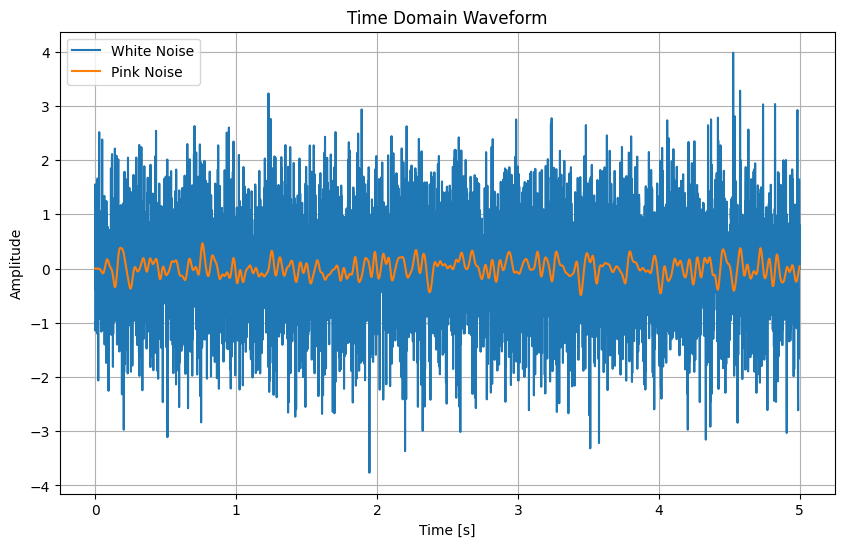 Time Domain Waveform
White Noise
Pink Noise
Amplitude
4
3
2
1
0
−1
−2
−3
−4
0 1 2 3 4 5
Time [s]